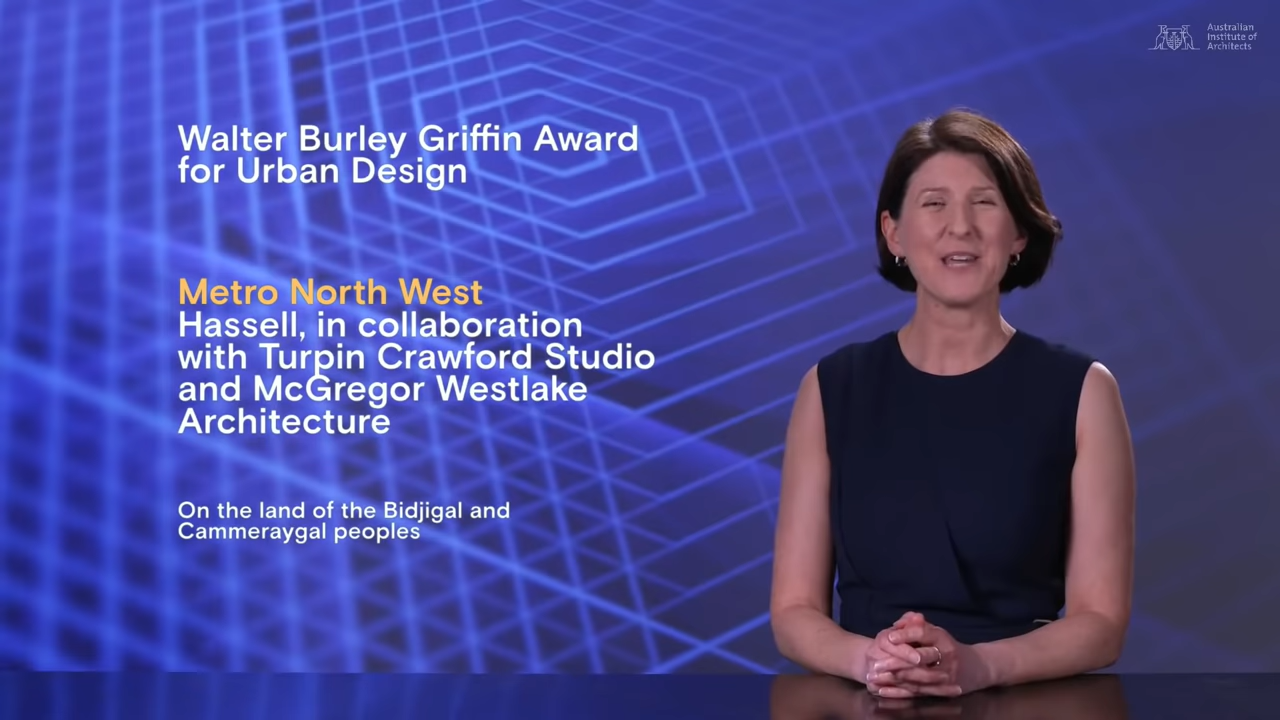 Australian
Institute of
Architects
Walter Burley Griffin Award
for Urban Design
Metro North West
Hassell, in collaboration
with Turpin Crawford Studio
and McGregor Westlake
Architecture
On the land of the Bidjigal and
Cammeraygal peoples